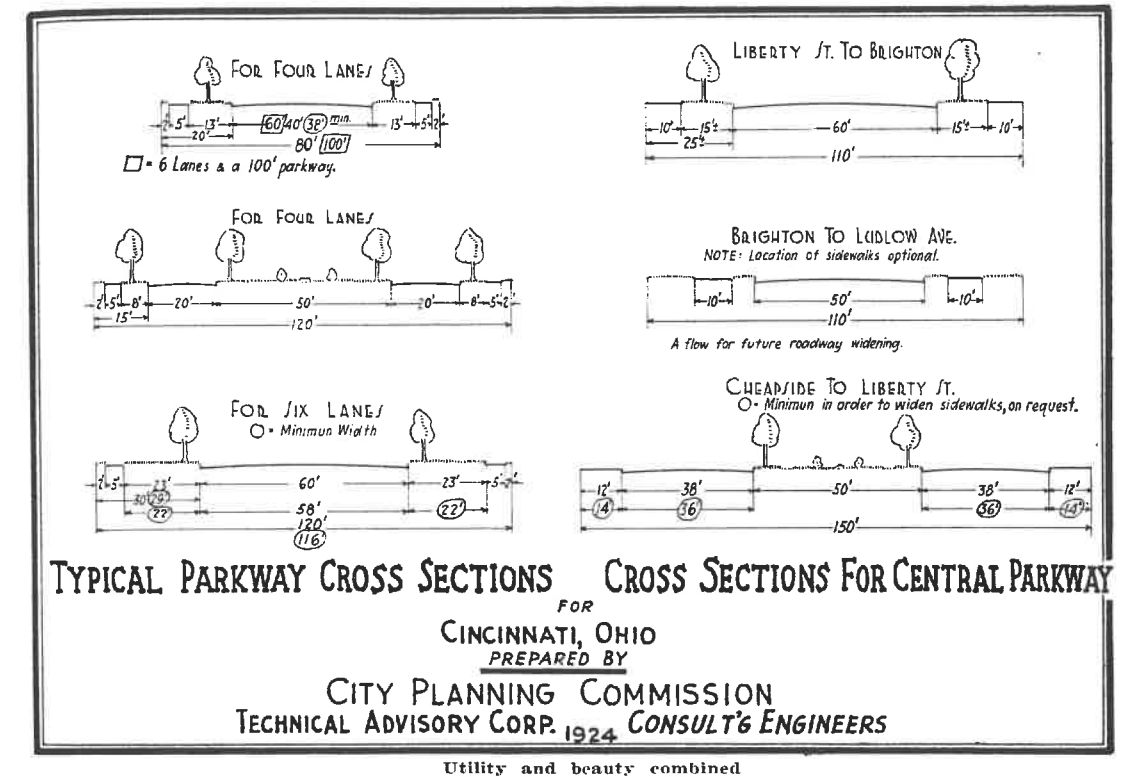 FOR FOUR LANES
2' 5' 13' 60' 40' 38' min. 13' 5' 2'
20'
80' 100'
□ = 6 Lanes & a 100' parkway.
FOR FOUR LANES
2' 5' 8' 20' 50' 20' 8' 5' 2'
15'
120'
FOR SIX LANES
○ = Minimun Width
2' 5' 23' 60' 23' 5' 2'
30' 29'
22' 58' 22'
120'
116'
LIBERTY ST. TO BRIGHTON
10' 15'± 60' 15'± 10'
25'±
110'
BRIGHTON TO LUDLOW AVE.
NOTE: Location of sidewalks optional.
10' 50' 10'
110'
A flow for future roadway widening.
CHEAPSIDE TO LIBERTY ST.
○ = Minimun in order to widen sidewalks, on request.
12' 38' 50' 38' 12'
14' 36' 36' 14'
150'
TYPICAL PARKWAY CROSS SECTIONS
CROSS SECTIONS FOR CENTRAL PARKWAY
FOR
CINCINNATI, OHIO
PREPARED BY
CITY PLANNING COMMISSION
TECHNICAL ADVISORY CORP. 1924 CONSULT'G ENGINEERS
Utility and beauty combined